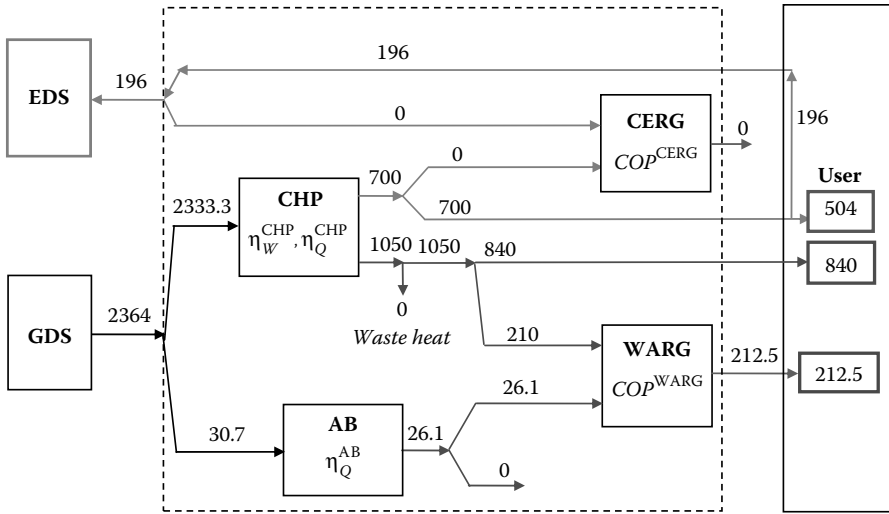 196
196
EDS
0
CERG
COP^CERG
0
196
0
User
504
700
700
2333.3
CHP
η_W^CHP, η_Q^CHP
1050
1050
840
840
0
Waste heat
GDS
2364
210
WARG
COP^WARG
212.5
212.5
26.1
30.7
AB
η_Q^AB
26.1
0